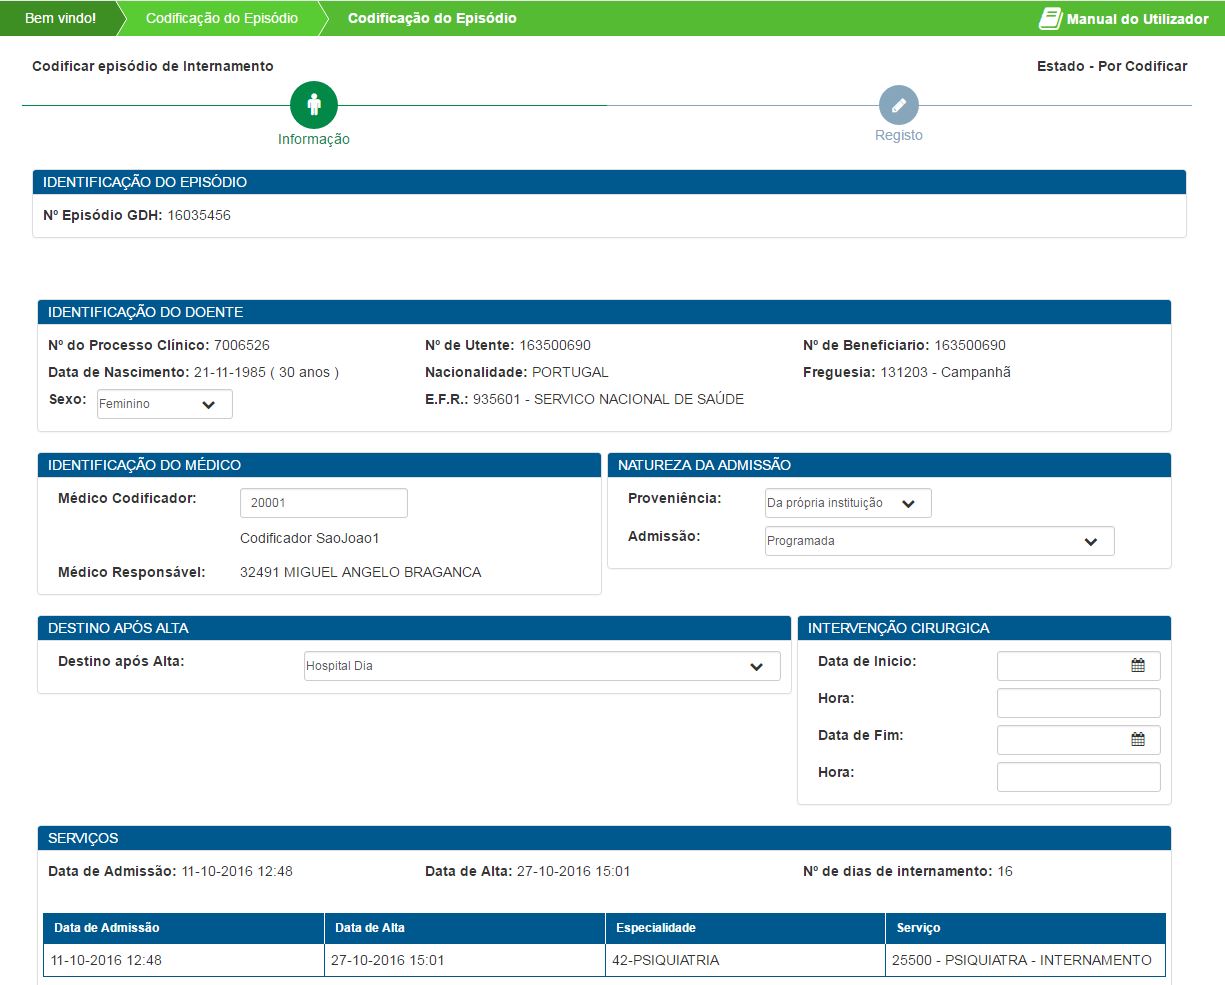 Bem vindo! Codificação do Episódio Codificação do Episódio Manual do Utilizador
Codificar episódio de Internamento Estado - Por Codificar
Informação Registo
IDENTIFICAÇÃO DO EPISÓDIO
Nº Episódio GDH: 16035456
IDENTIFICAÇÃO DO DOENTE
Nº do Processo Clínico: 7006526 Nº de Utente: 163500690 Nº de Beneficiario: 163500690
Data de Nascimento: 21-11-1985 ( 30 anos ) Nacionalidade: PORTUGAL Freguesia: 131203 - Campanhã
Sexo: Feminino E.F.R.: 935601 - SERVICO NACIONAL DE SAÚDE
IDENTIFICAÇÃO DO MÉDICO
Médico Codificador: 20001
Codificador SaoJoao1
Médico Responsável: 32491 MIGUEL ANGELO BRAGANCA
NATUREZA DA ADMISSÃO
Proveniência: Da própria instituição
Admissão: Programada
DESTINO APÓS ALTA
Destino após Alta: Hospital Dia
INTERVENÇÃO CIRURGICA
Data de Inicio:
Hora:
Data de Fim:
Hora:
SERVIÇOS
Data de Admissão: 11-10-2016 12:48 Data de Alta: 27-10-2016 15:01 Nº de dias de internamento: 16
Data de Admissão Data de Alta Especialidade Serviço
11-10-2016 12:48 27-10-2016 15:01 42-PSIQUIATRIA 25500 - PSIQUIATRA - INTERNAMENTO